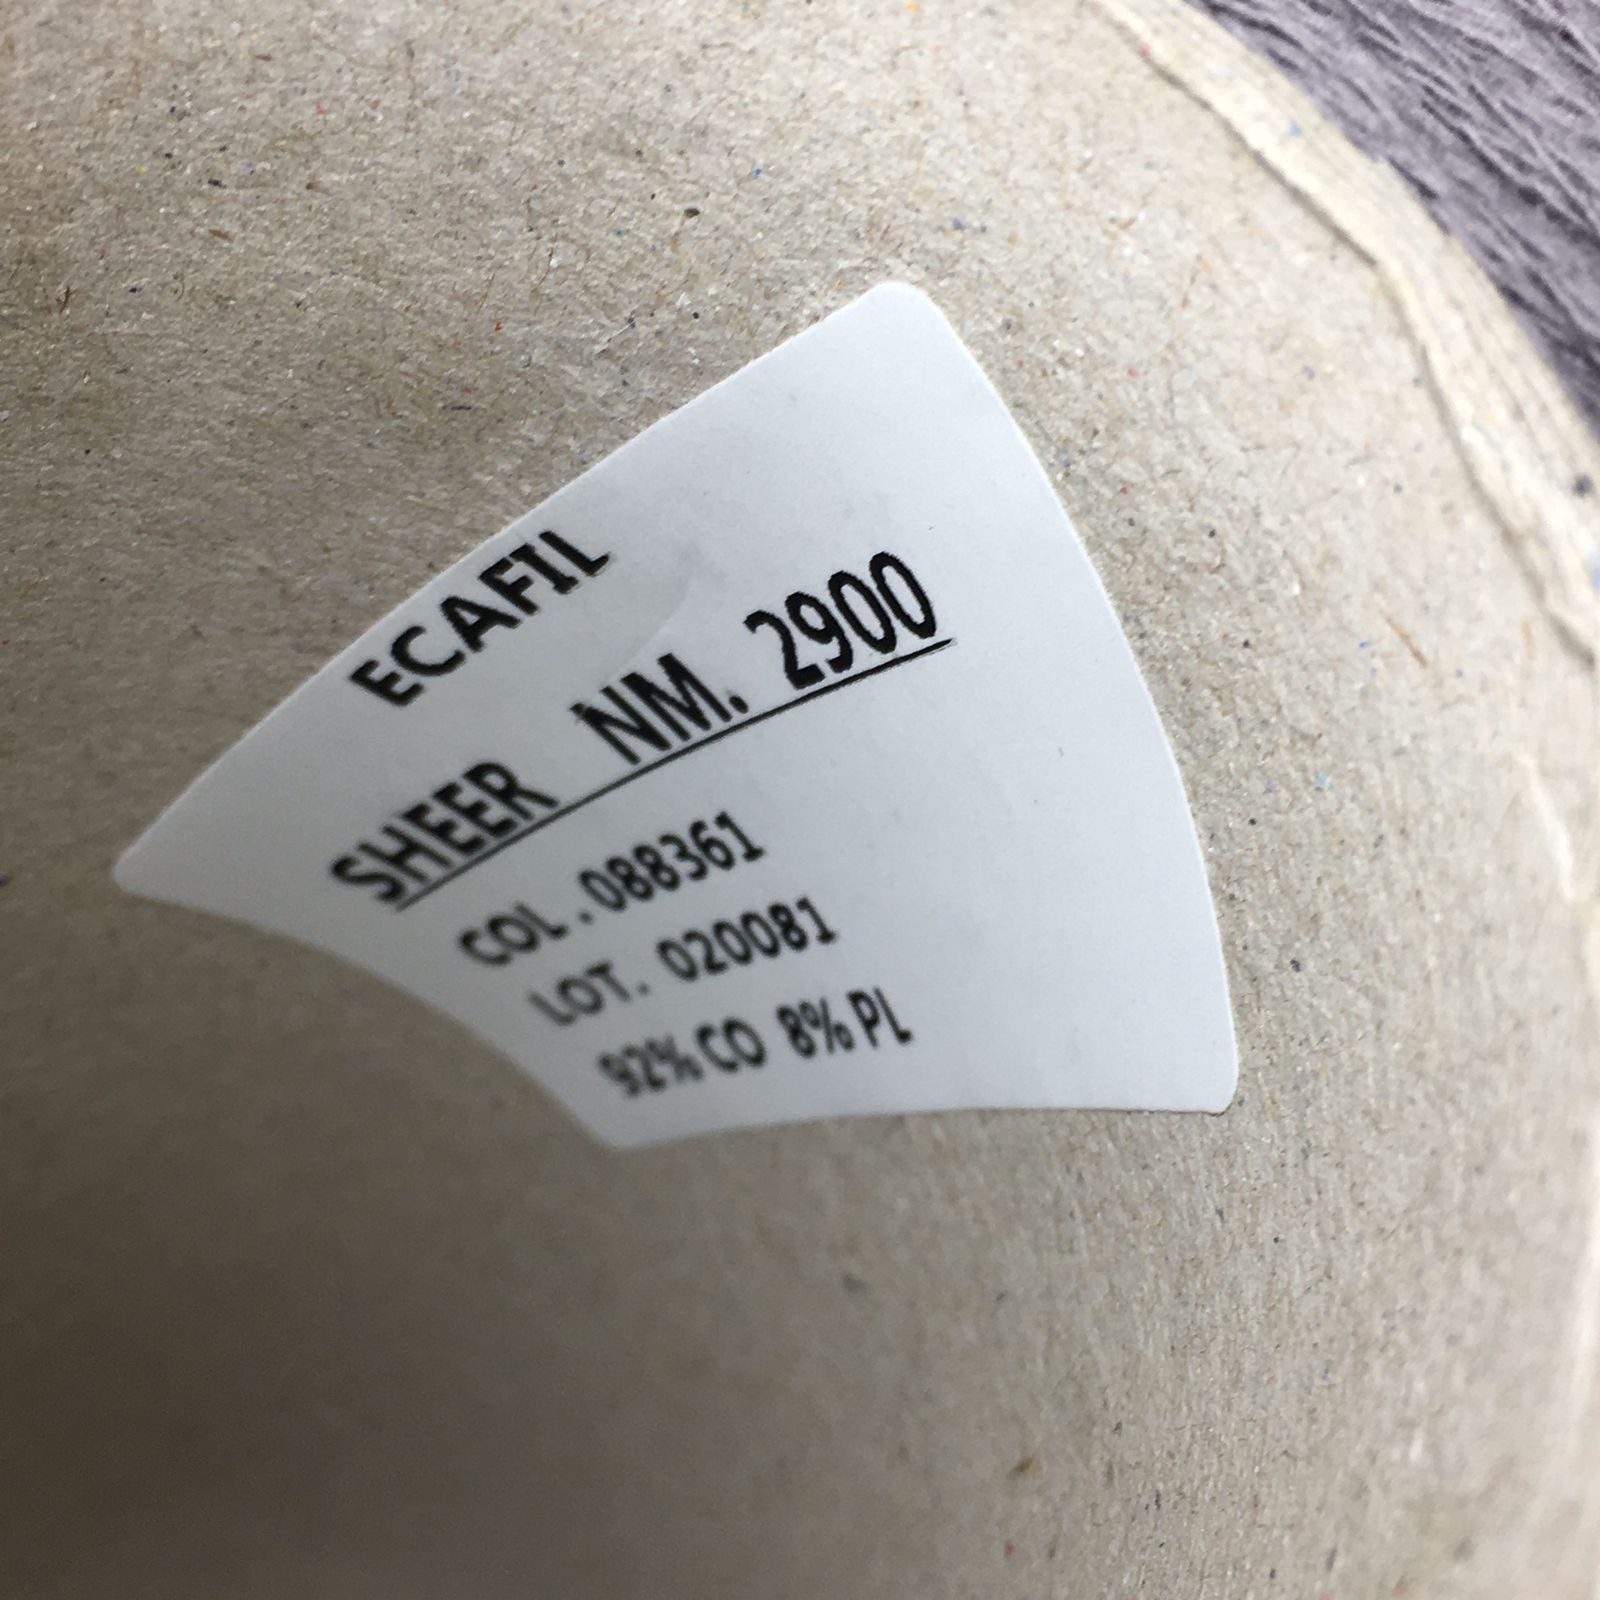 ECAFIL
SHEER NM. 2900
COL. 088361
LOT. 020081
92% CO 8% PL